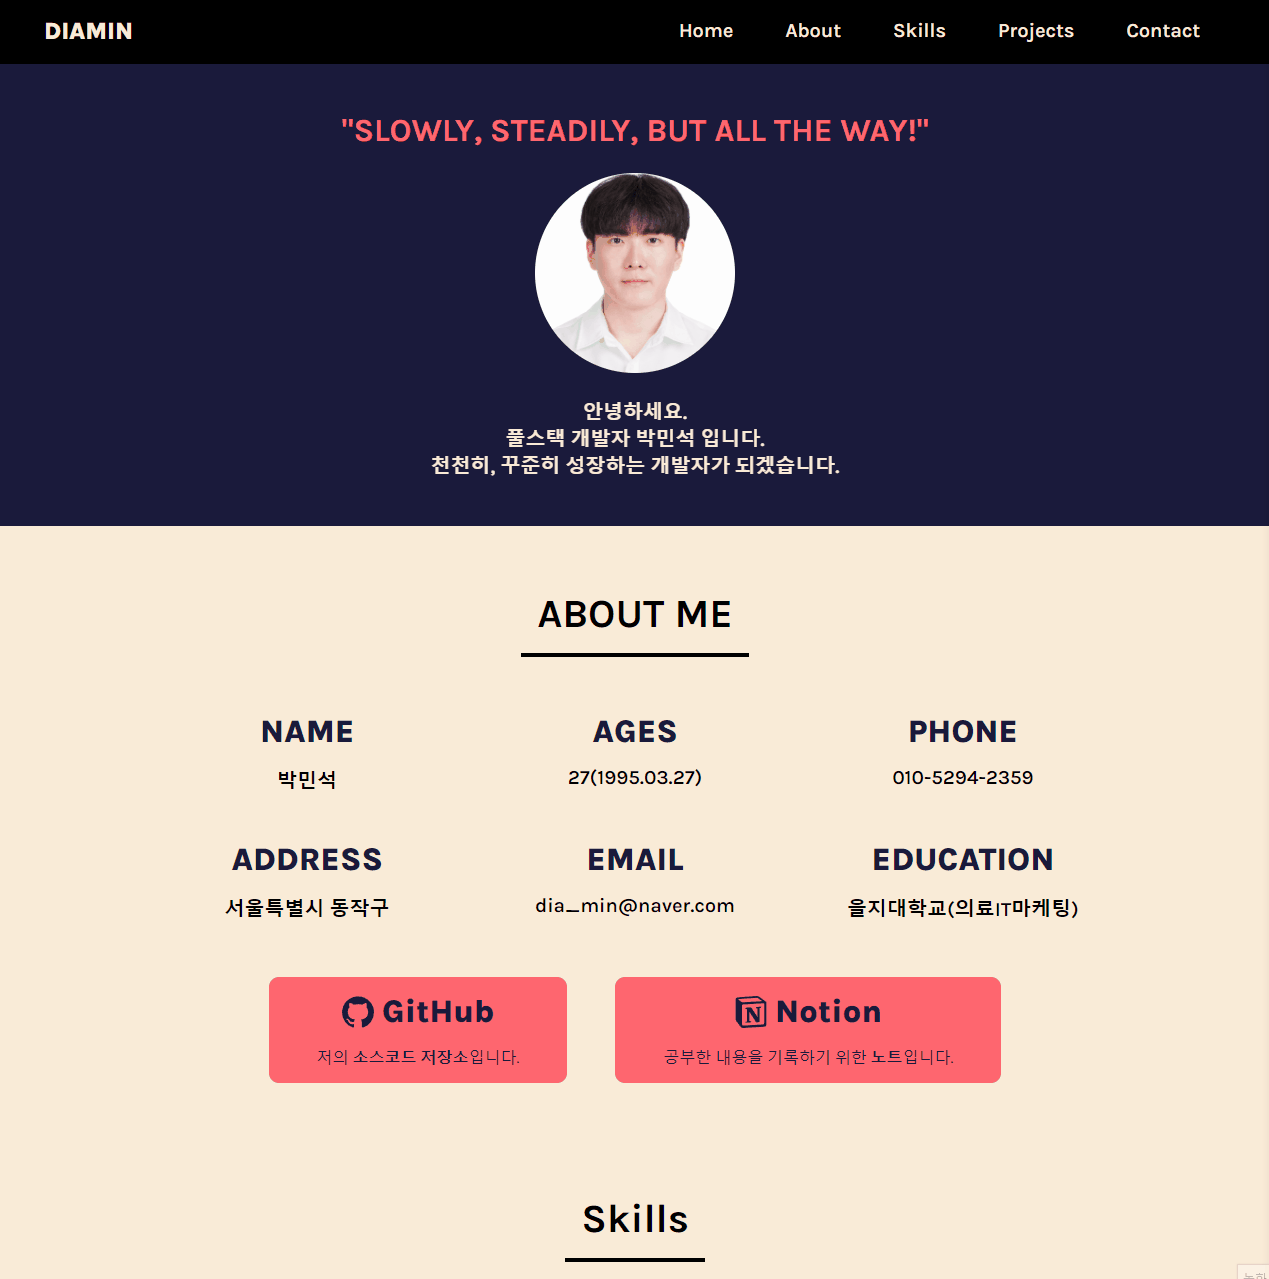 DIAMIN Home About Skills Projects Contact
"SLOWLY, STEADILY, BUT ALL THE WAY!"
안녕하세요.
풀스택 개발자 박민석 입니다.
천천히, 꾸준히 성장하는 개발자가 되겠습니다.
ABOUT ME
NAME AGES PHONE
박민석 27(1995.03.27) 010-5294-2359
ADDRESS EMAIL EDUCATION
서울특별시 동작구 dia_min@naver.com 을지대학교(의료IT마케팅)
GitHub Notion
저의 소스코드 저장소입니다. 공부한 내용을 기록하기 위한 노트입니다.
Skills